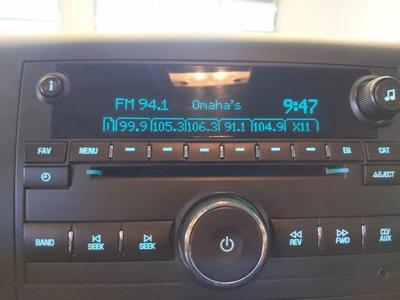 FM 94.1 Omaha's 9:47
1 99.9 105.3 106.3 91.1 104.9 X11
FAV MENU EQ CAT
EJECT
BAND SEEK SEEK REV FWD CD/AUX